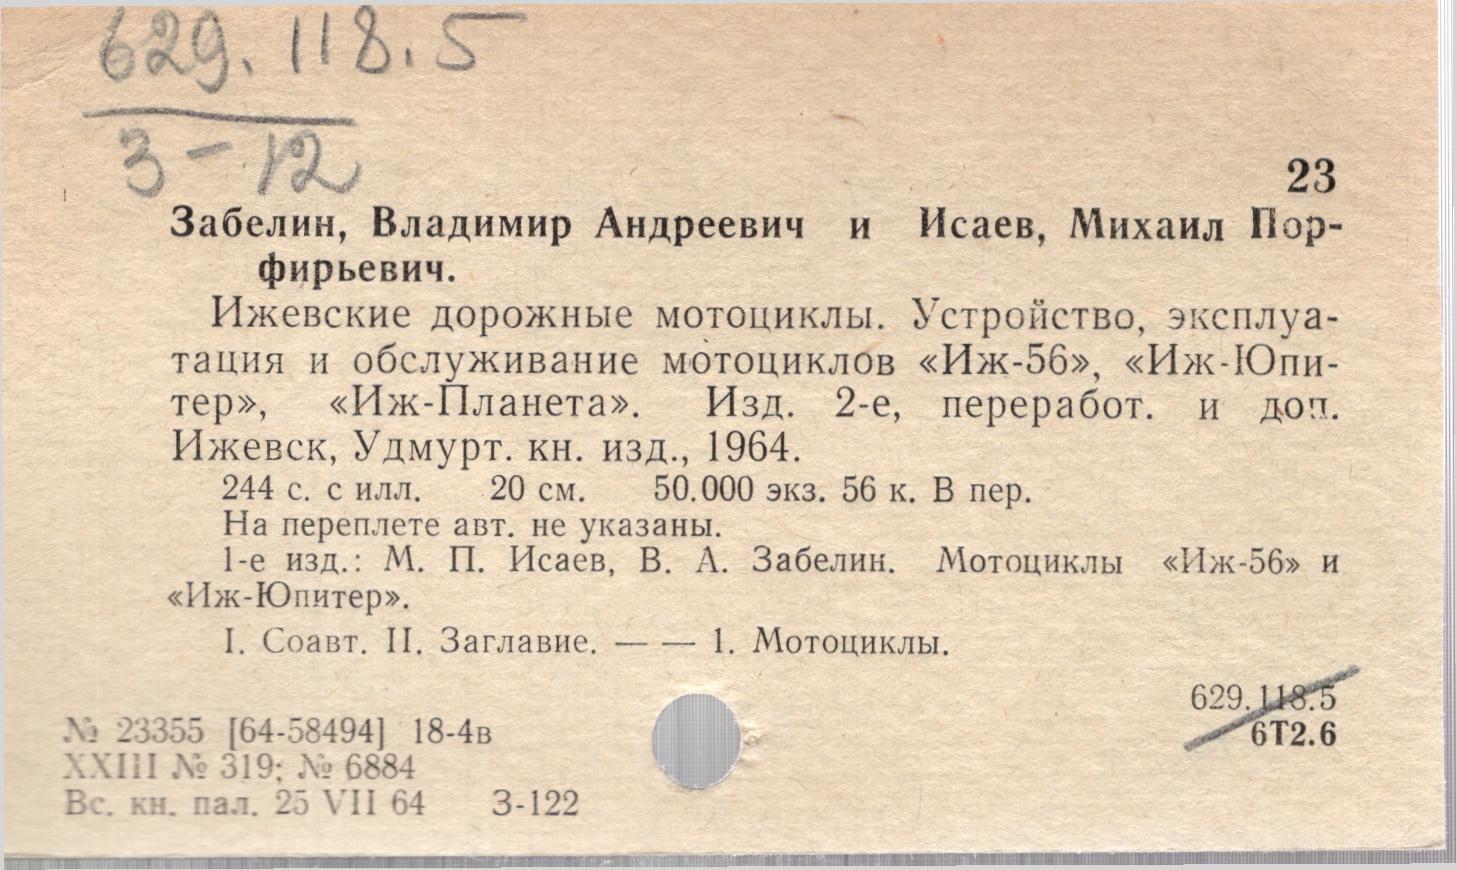 629.118.5
З-12
23
Забелин, Владимир Андреевич и Исаев, Михаил Пор-
фирьевич.
Ижевские дорожные мотоциклы. Устройство, эксплуа-
тация и обслуживание мотоциклов «Иж-56», «Иж-Юпи-
тер», «Иж-Планета». Изд. 2-е, переработ. и доп.
Ижевск, Удмурт. кн. изд., 1964.
244 с. с илл. 20 см. 50.000 экз. 56 к. В пер.
На переплете авт. не указаны.
1-е изд.: М. П. Исаев, В. А. Забелин. Мотоциклы «Иж-56» и
«Иж-Юпитер».
I. Соавт. II. Заглавие. — — 1. Мотоциклы.
629.118.5
6Т2.6
№ 23355 [64-58494] 18-4в
XXIII № 319; № 6884
Вс. кн. пал. 25 VII 64 З-122